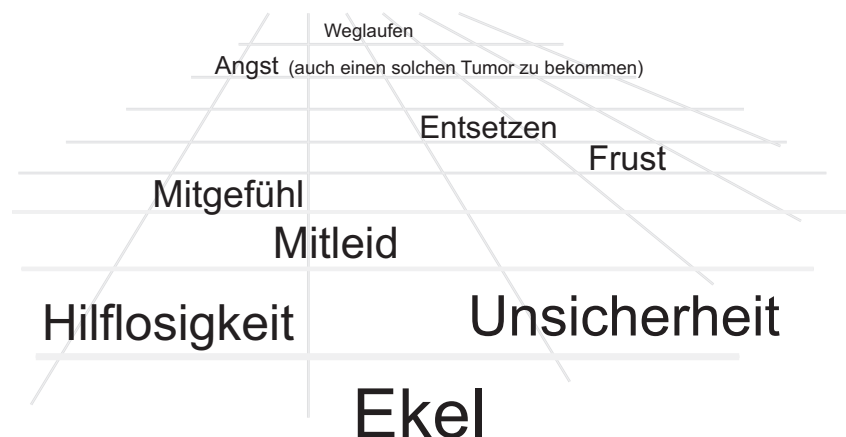 Weglaufen
Angst (auch einen solchen Tumor zu bekommen)
Entsetzen
Frust
Mitgefühl
Mitleid
Hilflosigkeit
Unsicherheit
Ekel